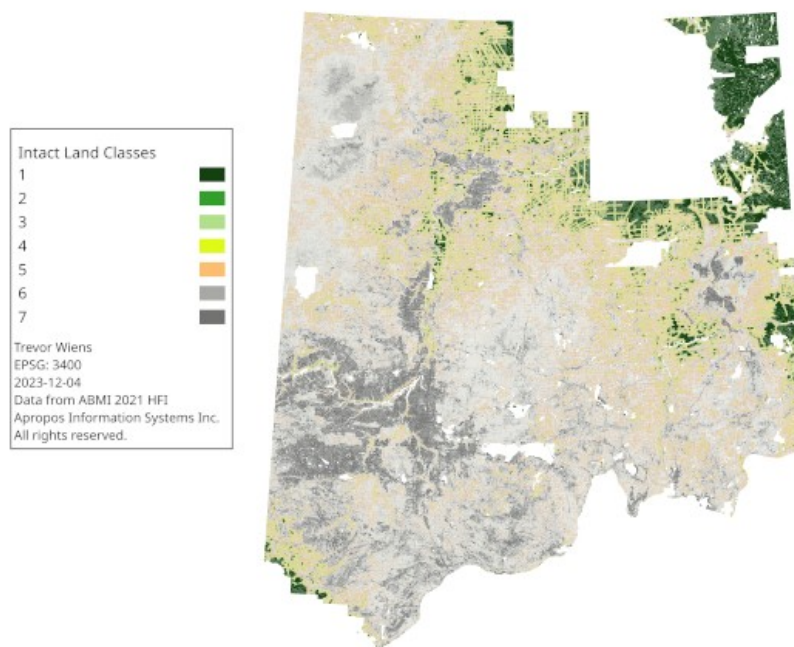 Intact Land Classes
1
2
3
4
5
6
7
Trevor Wiens
EPSG: 3400
2023-12-04
Data from ABMI 2021 HFI
Apropos Information Systems Inc.
All rights reserved.